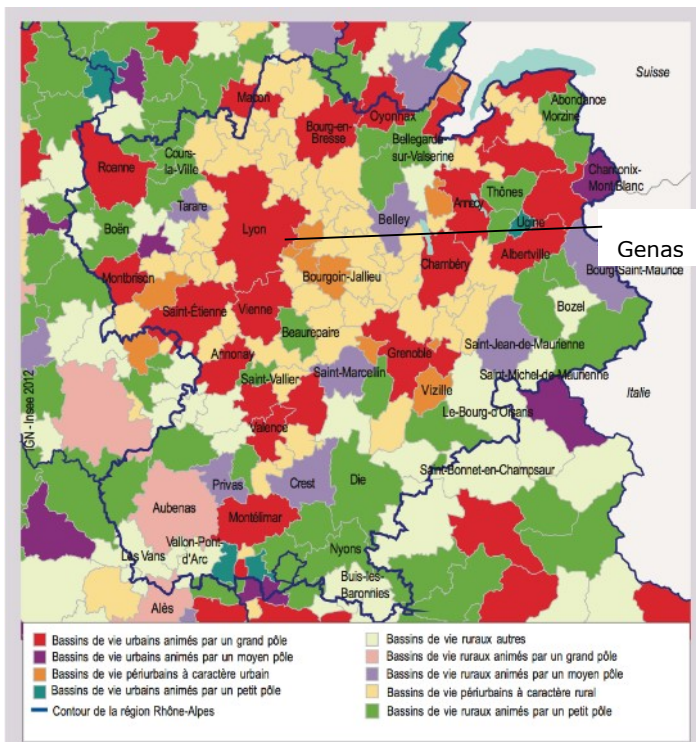 Suisse
Abondance
Morzine
Mâcon
Oyonnax
Bourg-en-
Bresse
Bellegarde-
sur-Valserine
Cours-
la-Ville
Roanne
Chamonix-
Mont Blanc
Thônes
Annecy
Tarare
Belley
Lyon
Boën
Ugine
Genas
Albertville
Chambéry
Bourg-Saint-Maurice
Montbrison
Bourgoin-Jallieu
Bozel
Saint-Étienne
Vienne
Beaurepaire
Saint-Jean-de-Maurienne
Annonay
Grenoble
Saint-Marcellin
Saint-Vallier
Saint-Michel-de-Maurienne
Vizille
Italie
Le-Bourg-d'Oisans
Valence
IGN - Insee 2012
Saint-Bonnet-en-Champsaur
Die
Privas
Crest
Aubenas
Montélimar
Vallon-Pont-
d'Arc
Les Vans
Nyons
Buis-les-
Baronnies
Alès
Bassins de vie urbains animés par un grand pôle
Bassins de vie urbains animés par un moyen pôle
Bassins de vie périurbains à caractère urbain
Bassins de vie urbains animés par un petit pôle
Contour de la région Rhône-Alpes
Bassins de vie ruraux autres
Bassins de vie ruraux animés par un grand pôle
Bassins de vie ruraux animés par un moyen pôle
Bassins de vie périurbains à caractère rural
Bassins de vie ruraux animés par un petit pôle